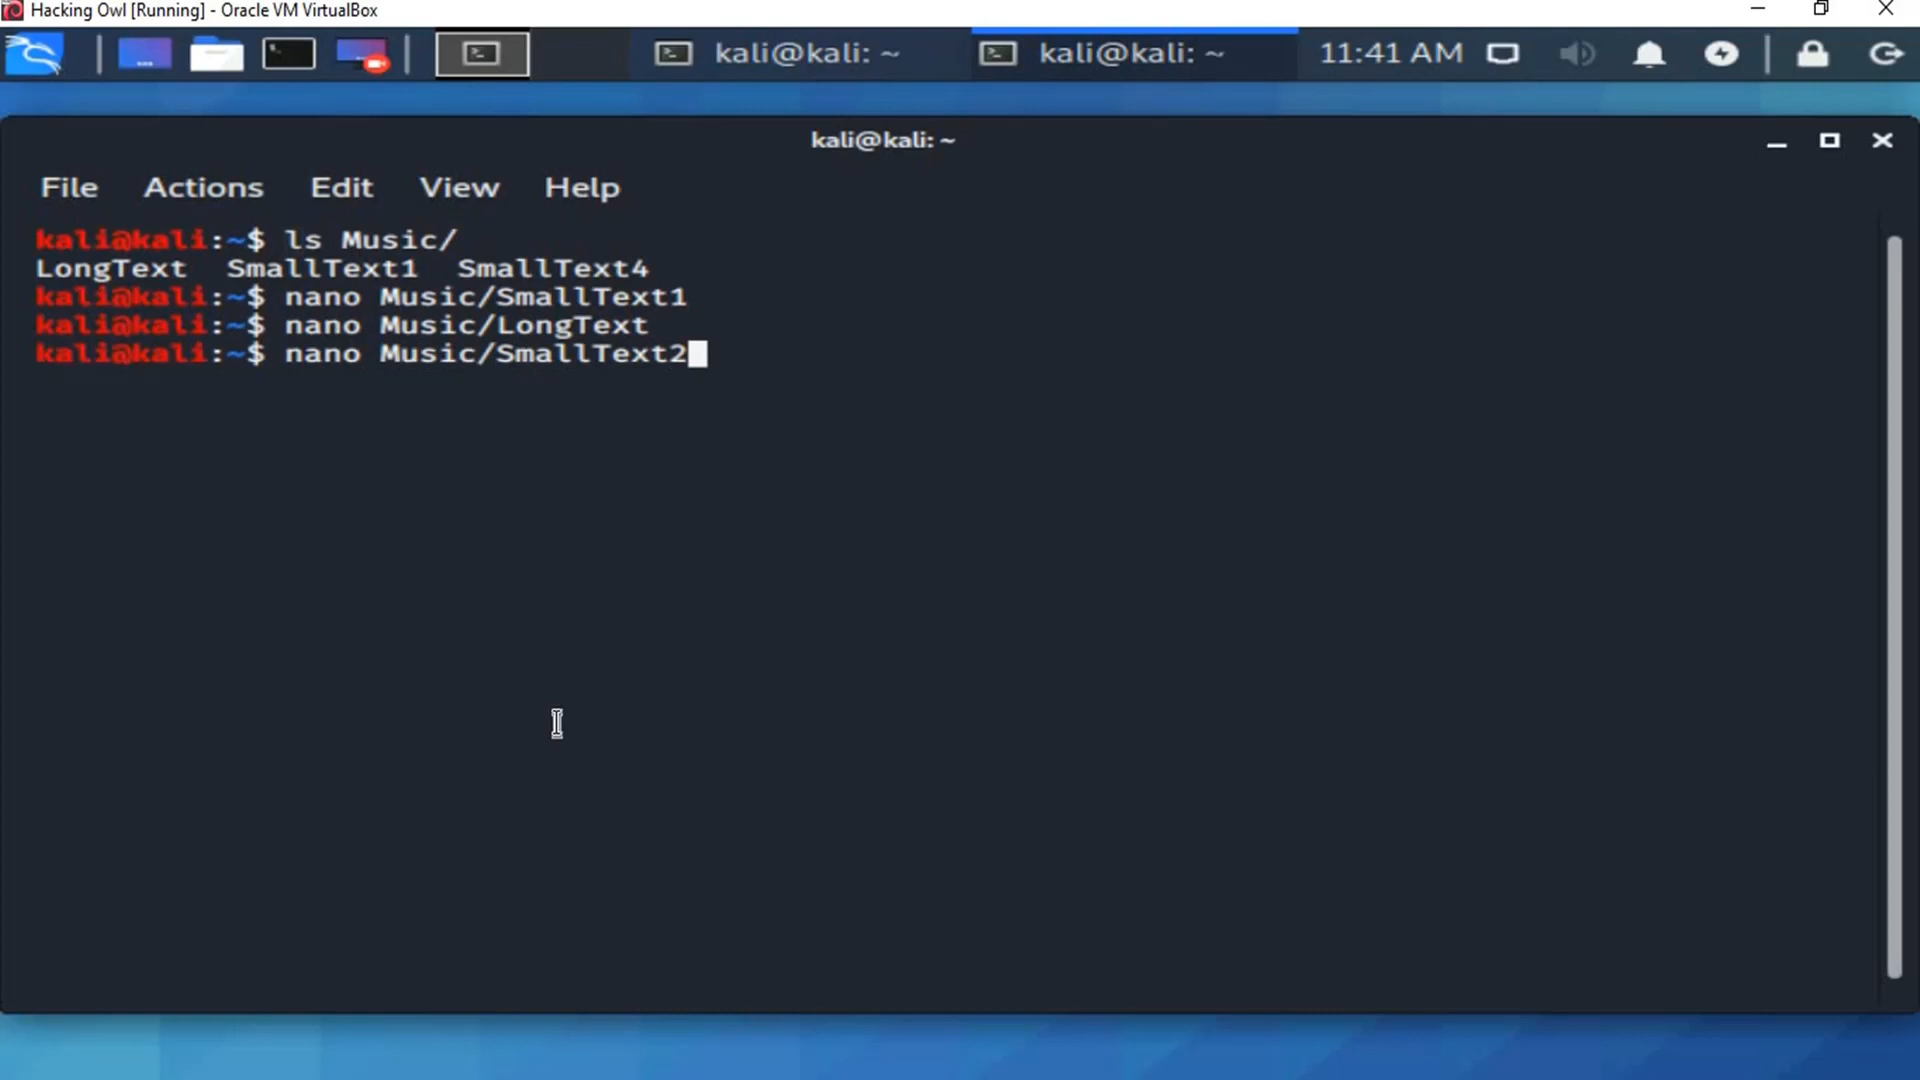 Hacking Owl [Running] - Oracle VM VirtualBox
kali@kali: ~
kali@kali: ~
11:41 AM
kali@kali: ~
File Actions Edit View Help
kali@kali:~$ ls Music/
LongText SmallText1 SmallText4
kali@kali:~$ nano Music/SmallText1
kali@kali:~$ nano Music/LongText
kali@kali:~$ nano Music/SmallText2